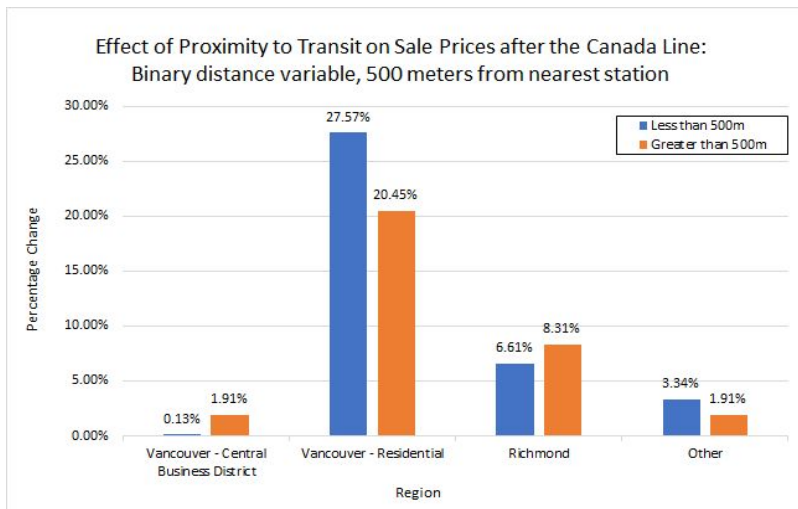 Effect of Proximity to Transit on Sale Prices after the Canada Line:
Binary distance variable, 500 meters from nearest station
30.00%
25.00%
20.00%
15.00%
10.00%
5.00%
0.00%
Percentage Change
Less than 500m
Greater than 500m
0.13%
1.91%
27.57%
20.45%
6.61%
8.31%
3.34%
1.91%
Vancouver - Central
Business District
Vancouver - Residential
Richmond
Other
Region